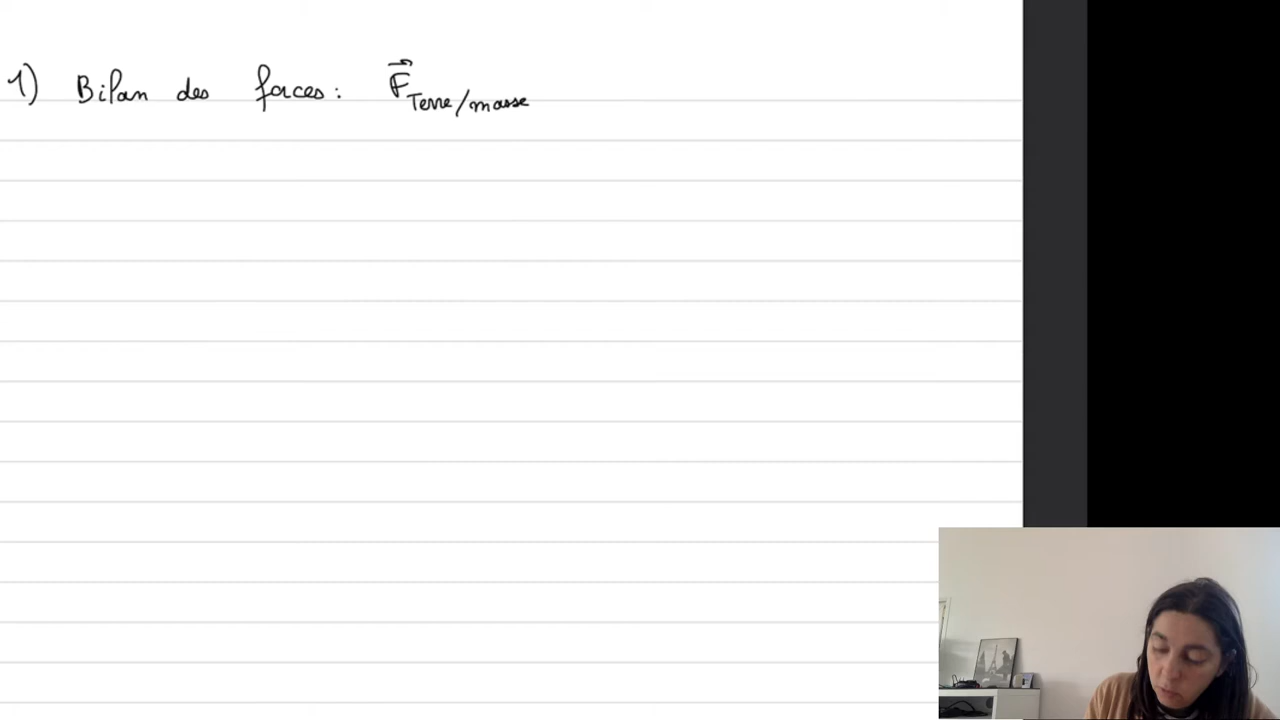 1) Bilan des forces : F⃗ Terre/masse